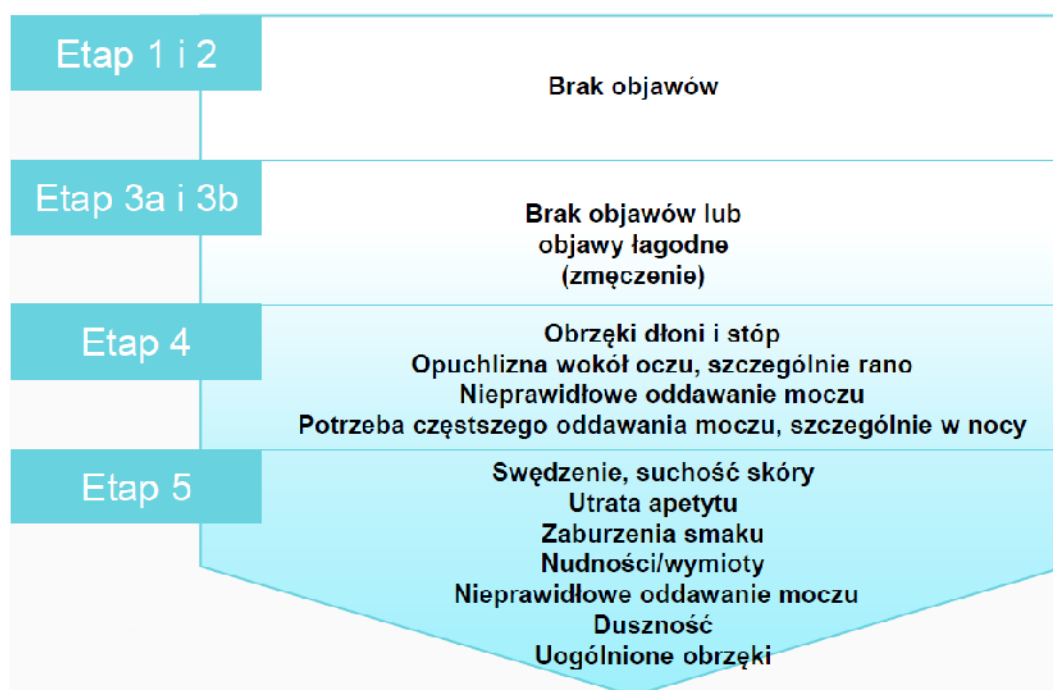 Etap 1 i 2
Brak objawów
Etap 3a i 3b
Brak objawów lub
objawy łagodne
(zmęczenie)
Etap 4
Obrzęki dłoni i stóp
Opuchlizna wokół oczu, szczególnie rano
Nieprawidłowe oddawanie moczu
Potrzeba częstszego oddawania moczu, szczególnie w nocy
Etap 5
Swędzenie, suchość skóry
Utrata apetytu
Zaburzenia smaku
Nudności/wymioty
Nieprawidłowe oddawanie moczu
Duszność
Uogólnione obrzęki